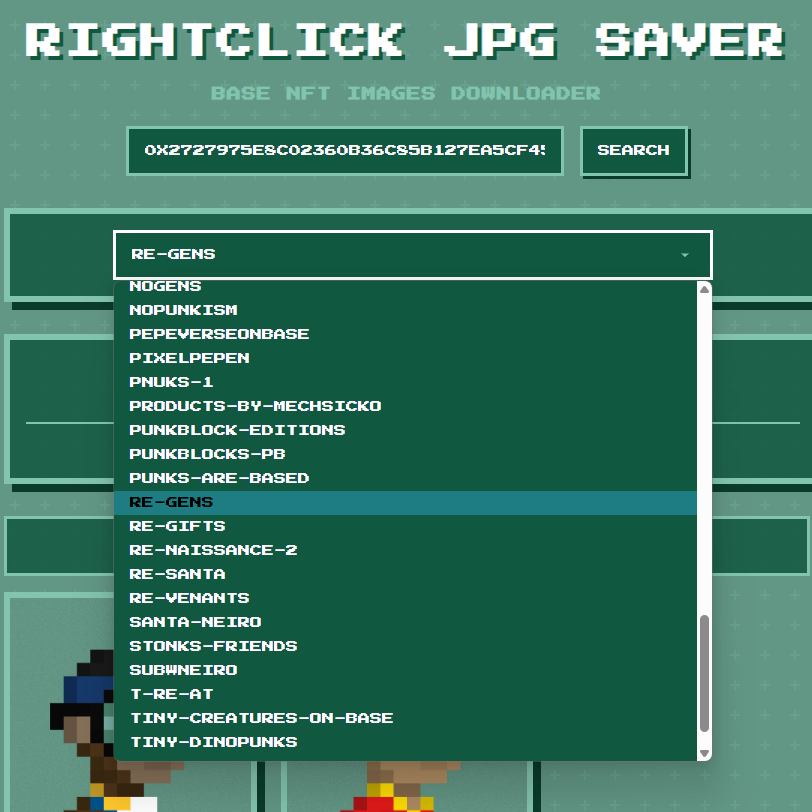 RIGHTCLICK JPG SAVER
BASE NFT IMAGES DOWNLOADER
0X2727975E8C02360B36C85B127EA5CF45
SEARCH
RE-GENS
NOGENS
NOPUNKISM
PEPEVERSEONBASE
PIXELPEPEN
PNUKS-1
PRODUCTS-BY-MECHSICKO
PUNKBLOCK-EDITIONS
PUNKBLOCKS-PB
PUNKS-ARE-BASED
RE-GENS
RE-GIFTS
RE-NAISSANCE-2
RE-SANTA
RE-VENANTS
SANTA-NEIRO
STONKS-FRIENDS
SUBWNEIRO
T-RE-AT
TINY-CREATURES-ON-BASE
TINY-DINOPUNKS